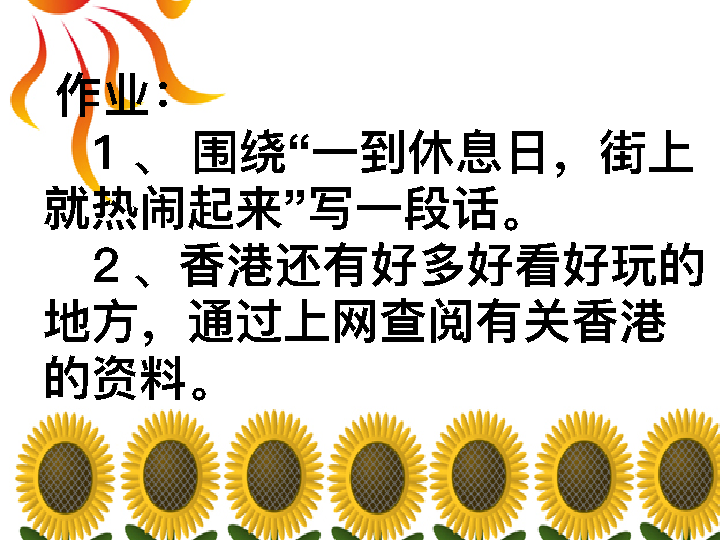 作业：
1、 围绕“一到休息日，街上
就热闹起来”写一段话。
2、香港还有好多好看好玩的
地方，通过上网查阅有关香港
的资料。